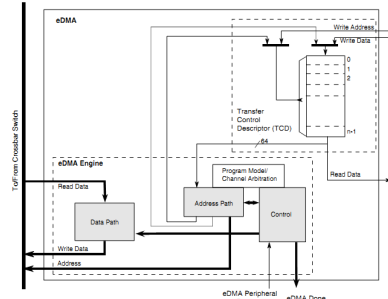 eDMA
Write Address
Write Data
0
1
2
Transfer
Control
Descriptor (TCD)
n-1
64
To/From Crossbar Switch
eDMA Engine
Program Model/
Channel Arbitration
Read Data
Read Data
Address Path
Control
Data Path
Write Data
Address
eDMA Peripheral
eDMA Done